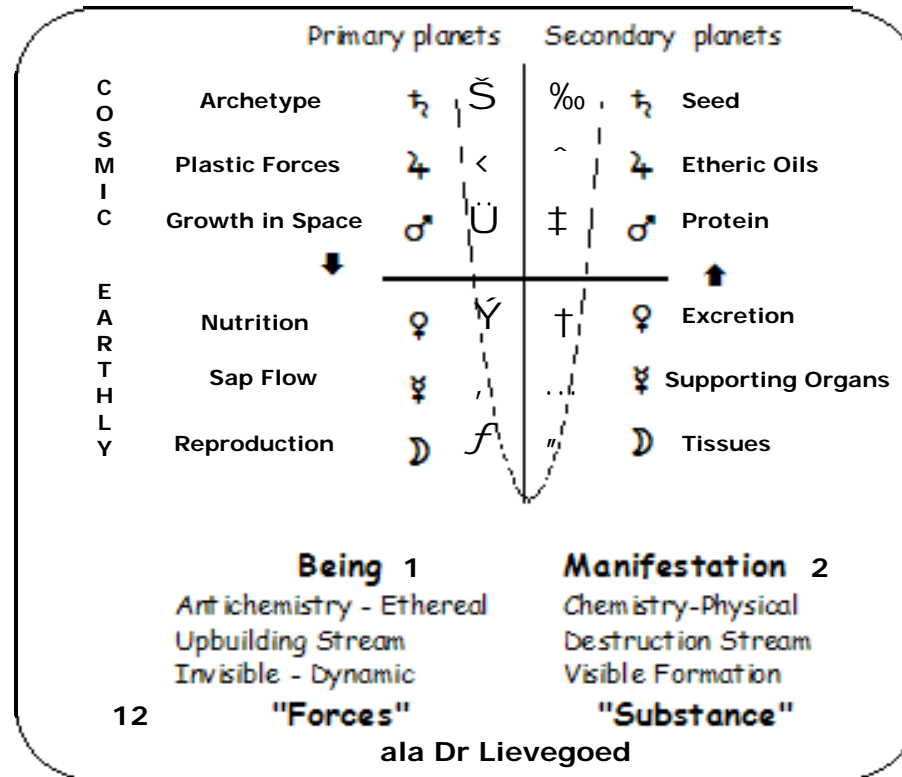 Primary planets Secondary planets
COSMIC
Archetype ♄ Š ‰ ♄ Seed
Plastic Forces ♃ ‹ ˆ ♃ Etheric Oils
Growth in Space ♂ Ü ‡ ♂ Protein
EARTHLY
Nutrition ♀ Ý † ♀ Excretion
Sap Flow ☿ ‚ … ☿ Supporting Organs
Reproduction ☽ ƒ „ ☽ Tissues
Being 1 Manifestation 2
Antichemistry - Ethereal Chemistry-Physical
Upbuilding Stream Destruction Stream
Invisible - Dynamic Visible Formation
12 "Forces" "Substance"
ala Dr Lievegoed